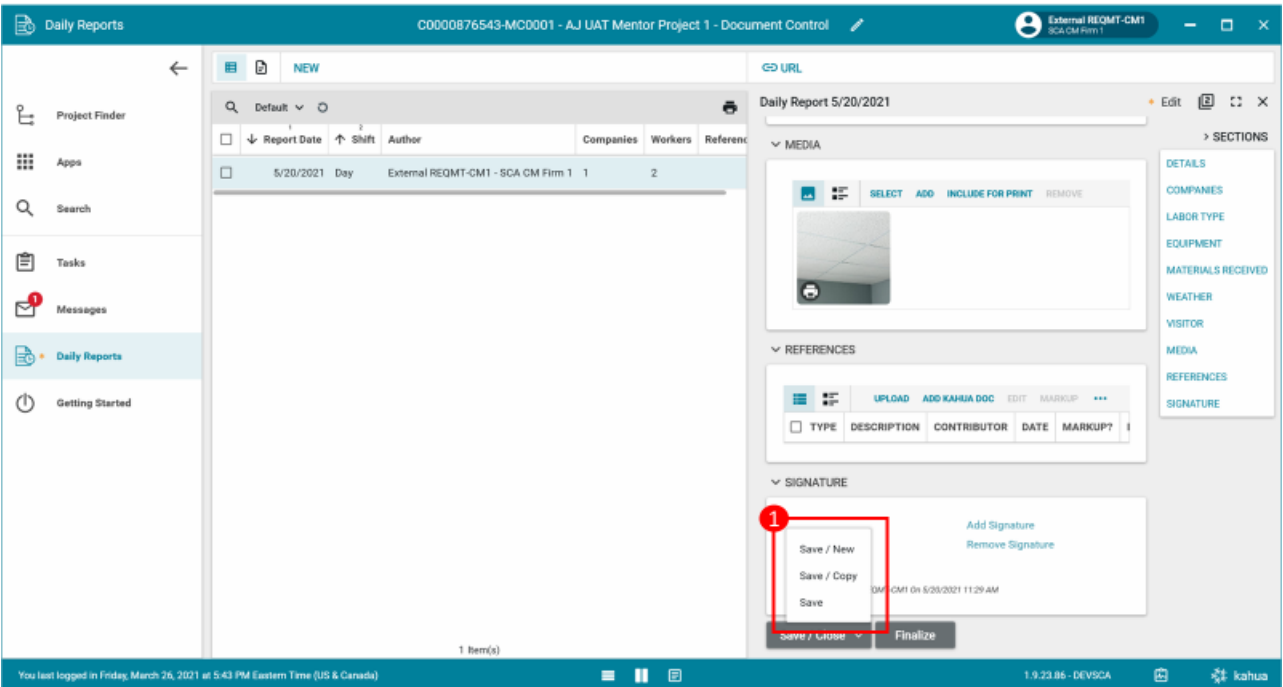 Daily Reports
C0000876543-MC0001 - AJ UAT Mentor Project 1 - Document Control
External REQMT-CM1
SCA CM Firm 1
Project Finder
Apps
Search
Tasks
1
Messages
Daily Reports
Getting Started
NEW
Default
1 2
Report Date Shift Author Companies Workers Referenc
5/20/2021 Day External REQMT-CM1 - SCA CM Firm 1 1 2
1 Item(s)
URL
Daily Report 5/20/2021 Edit 2
MEDIA
SELECT ADD INCLUDE FOR PRINT REMOVE
REFERENCES
UPLOAD ADD KAHUA DOC EDIT MARKUP •••
TYPE DESCRIPTION CONTRIBUTOR DATE MARKUP?
SIGNATURE
1
Add Signature
Remove Signature
Save / New
Save / Copy
Save
QMT-CM1 On 5/20/2021 11:29 AM
Save / Close Finalize
> SECTIONS
DETAILS
COMPANIES
LABOR TYPE
EQUIPMENT
MATERIALS RECEIVED
WEATHER
VISITOR
MEDIA
REFERENCES
SIGNATURE
You last logged in Friday, March 26, 2021 at 5:43 PM Eastern Time (US & Canada)
1.9.23.86 - DEVSCA
kahua